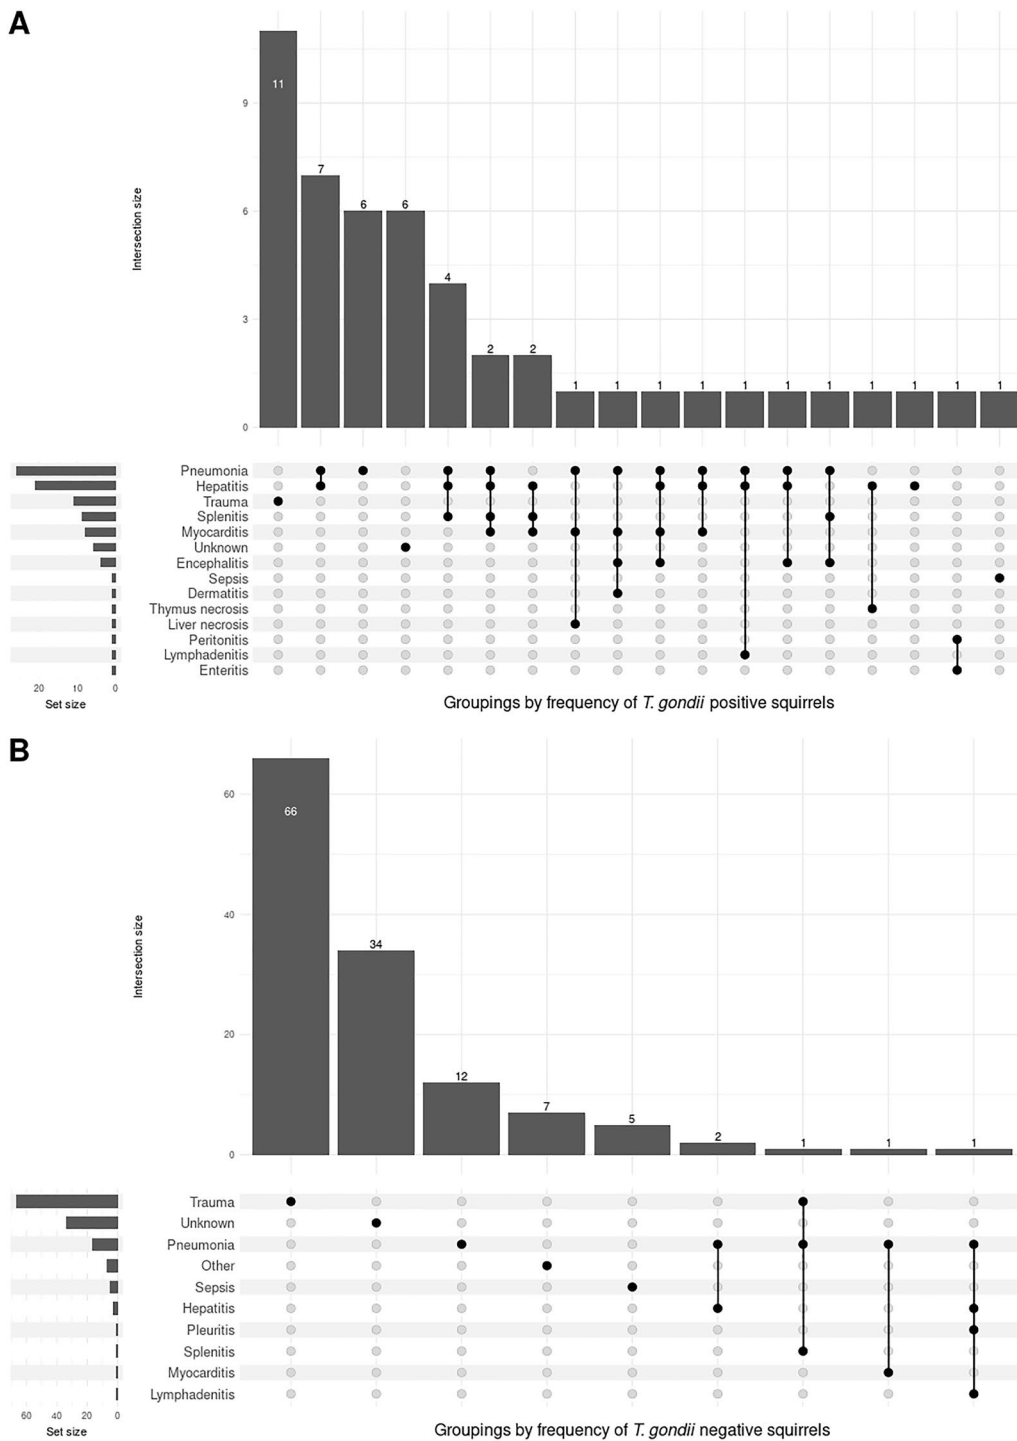 A
Intersection size
9
6
3
0
11
7
6
6
4
2
2
1
1
1
1
1
1
1
1
1
1
1
Pneumonia
Hepatitis
Trauma
Splenitis
Myocarditis
Unknown
Encephalitis
Sepsis
Dermatitis
Thymus necrosis
Liver necrosis
Peritonitis
Lymphadenitis
Enteritis
20 10 0
Set size
Groupings by frequency of T. gondii positive squirrels
B
Intersection size
60
40
20
0
66
34
12
7
5
2
1
1
1
Trauma
Unknown
Pneumonia
Other
Sepsis
Hepatitis
Pleuritis
Splenitis
Myocarditis
Lymphadenitis
60 40 20 0
Set size
Groupings by frequency of T. gondii negative squirrels